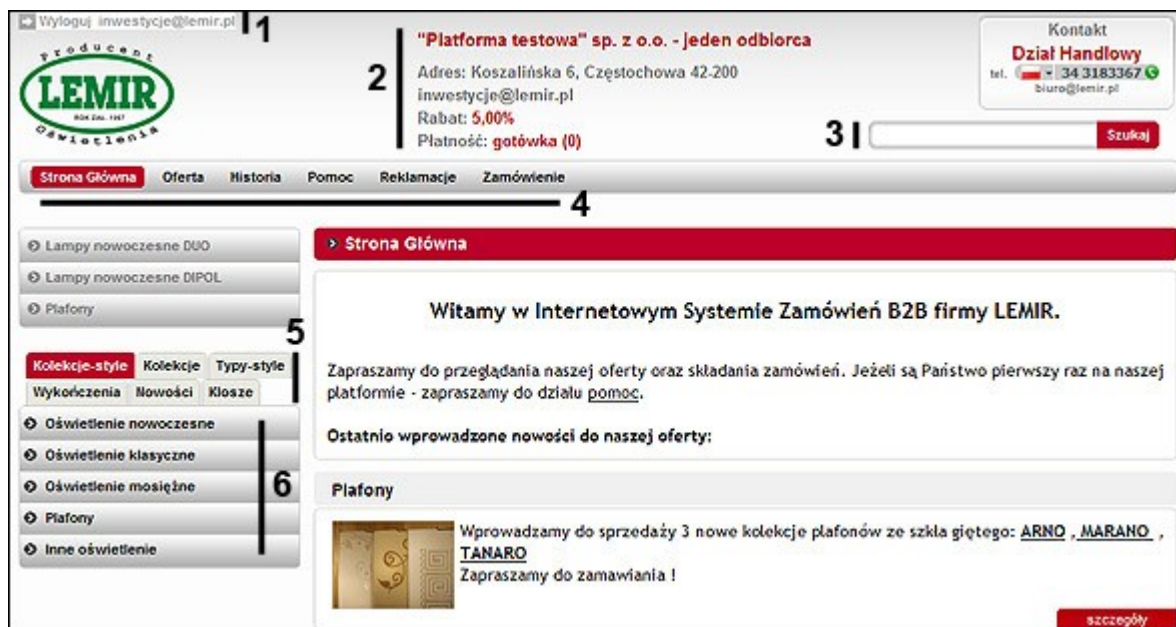 Wyloguj inwestycje@lemir.pl
1
Producent
LEMIR
ROK ZAŁ. 1987
Oświetlenia
2
"Platforma testowa" sp. z o.o. - jeden odbiorca
Adres: Koszalińska 6, Częstochowa 42-200
inwestycje@lemir.pl
Rabat: 5,00%
Płatność: gotówka (0)
Kontakt
Dział Handlowy
tel. 34 3183367
biuro@lemir.pl
3
Szukaj
Strona Główna Oferta Historia Pomoc Reklamacje Zamówienie
4
Lampy nowoczesne DUO
Lampy nowoczesne DIPOL
Plafony
5
Kolekcje-style Kolekcje Typy-style
Wykończenia Nowości Klosze
Oświetlenie nowoczesne
Oświetlenie klasyczne
Oświetlenie mosiężne
Plafony
Inne oświetlenie
6
Strona Główna
Witamy w Internetowym Systemie Zamówień B2B firmy LEMIR.
Zapraszamy do przeglądania naszej oferty oraz składania zamówień. Jeżeli są Państwo pierwszy raz na naszej
platformie - zapraszamy do działu pomoc.
Ostatnio wprowadzone nowości do naszej oferty:
Plafony
Wprowadzamy do sprzedaży 3 nowe kolekcje plafonów ze szkła giętego: ARNO , MARANO ,
TANARO
Zapraszamy do zamawiania !
szczegóły